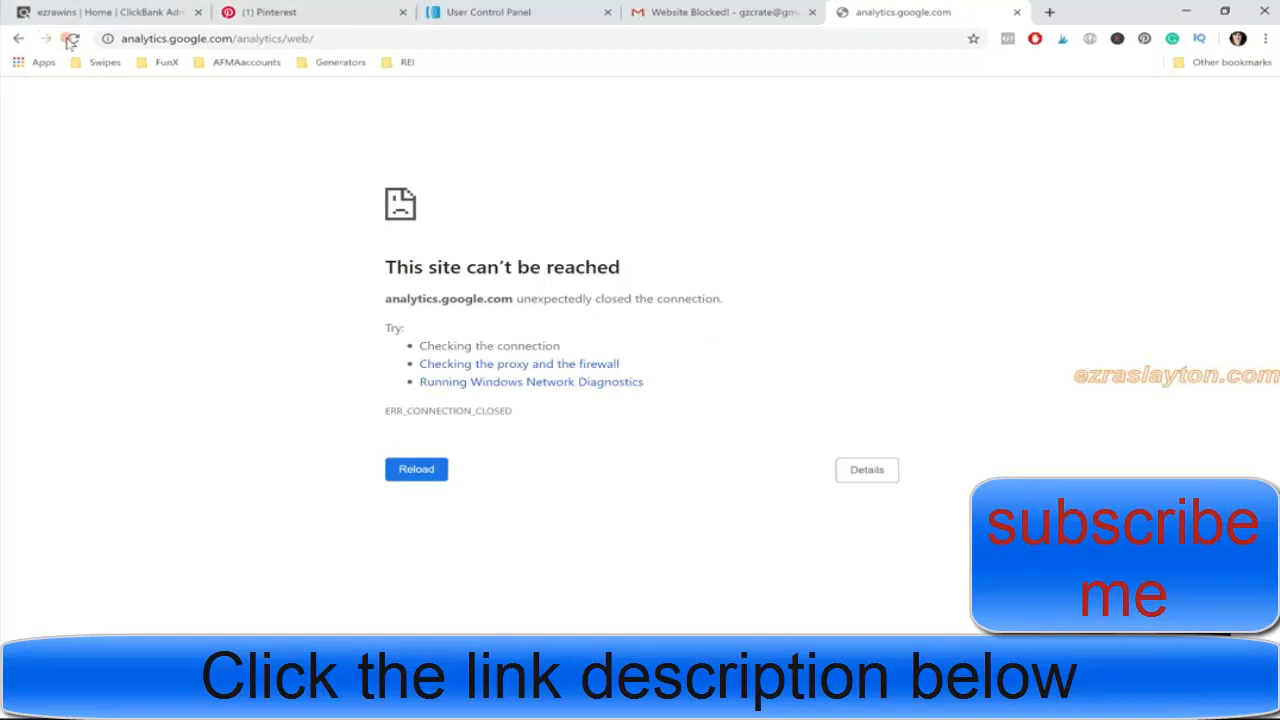 ezrawins | Home | ClickBank Ad
(1) Pinterest
User Control Panel
Website Blocked! - gzcrate@gm
analytics.google.com
analytics.google.com/analytics/web/
Apps
Swipes
FunX
AFMAaccounts
Generators
REI
Other bookmarks
This site can't be reached
analytics.google.com unexpectedly closed the connection.
Try:
• Checking the connection
• Checking the proxy and the firewall
• Running Windows Network Diagnostics
ERR_CONNECTION_CLOSED
Reload
Details
ezraslayton.com
subscribe
me
Click the link description below